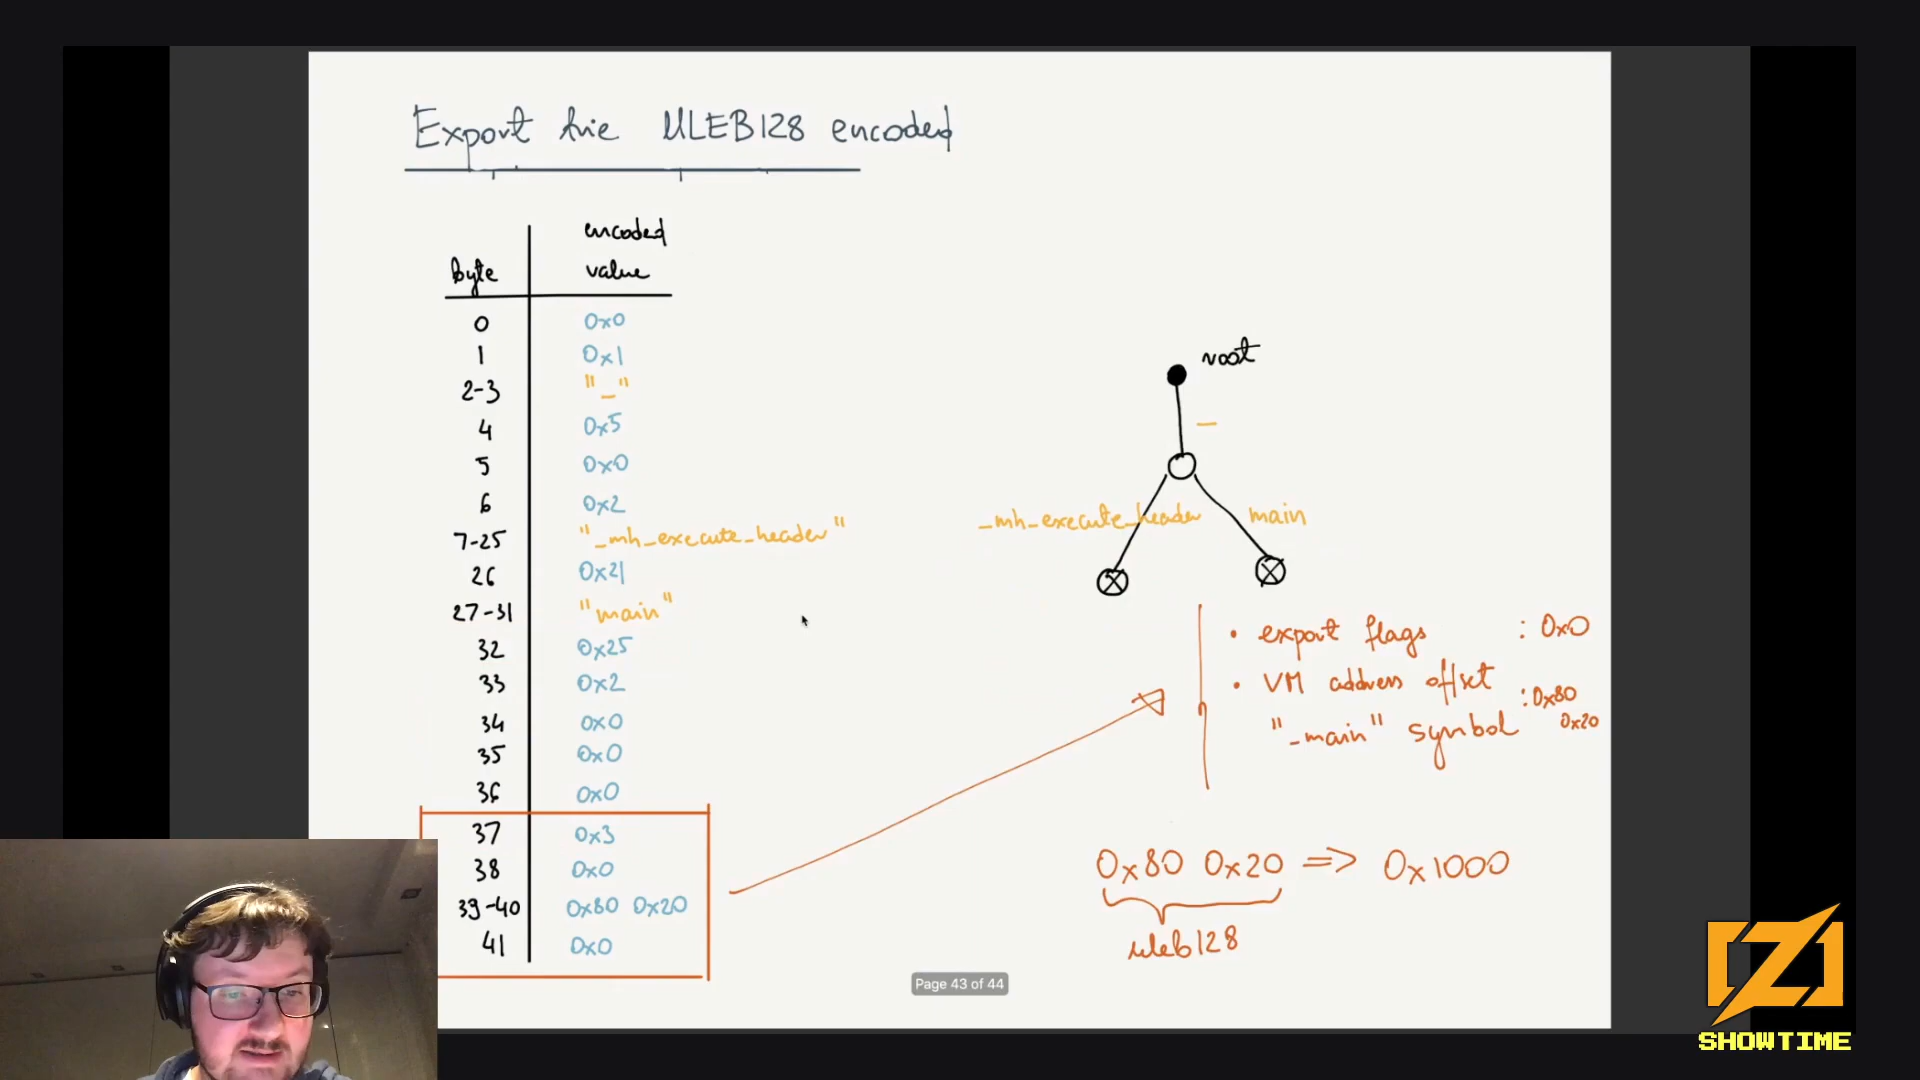 Export trie ULEB128 encoded
byte
encoded value
0 0x0
1 0x1
2-3 "_"
4 0x5
5 0x0
6 0x2
7-25 "_mh_execute_header"
26 0x21
27-31 "main"
32 0x25
33 0x2
34 0x0
35 0x0
36 0x0
37 0x3
38 0x0
39-40 0x80 0x20
41 0x0
root
_
_mh_execute_header
main
• export flags : 0x0
• VM address offset :0x80
"_main" symbol 0x20
0x80 0x20 => 0x1000
uleb128
Page 43 of 44
SHOWTIME